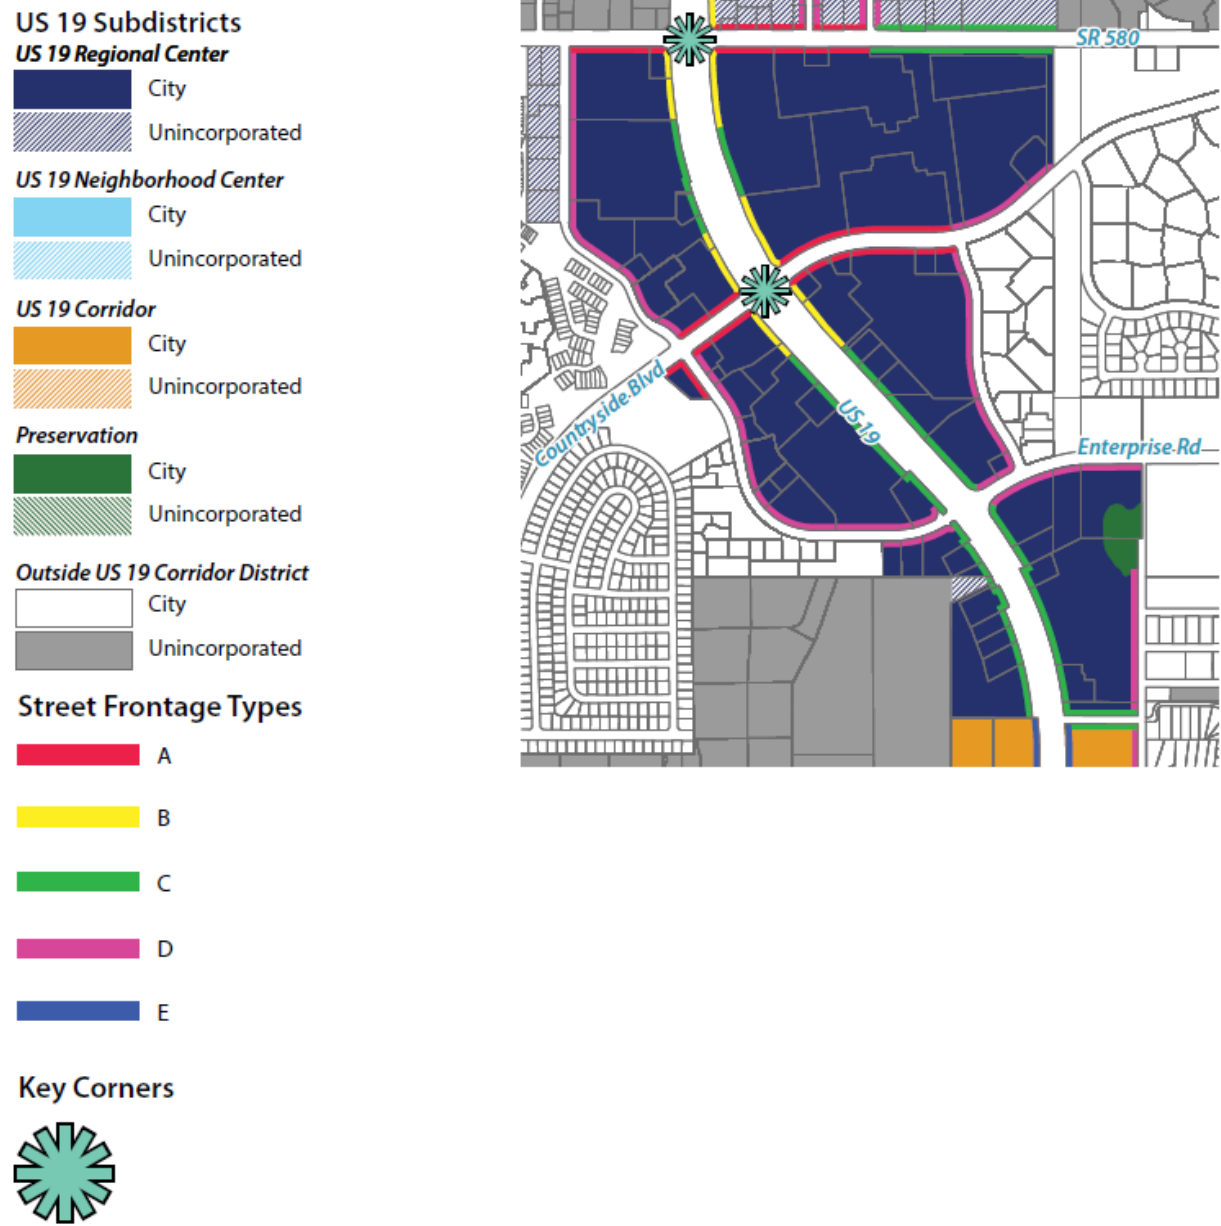 US 19 Subdistricts
US 19 Regional Center
City
Unincorporated
US 19 Neighborhood Center
City
Unincorporated
US 19 Corridor
City
Unincorporated
Preservation
City
Unincorporated
Outside US 19 Corridor District
City
Unincorporated
Street Frontage Types
A
B
C
D
E
Key Corners
SR 580
Countryside Blvd
US 19
Enterprise Rd